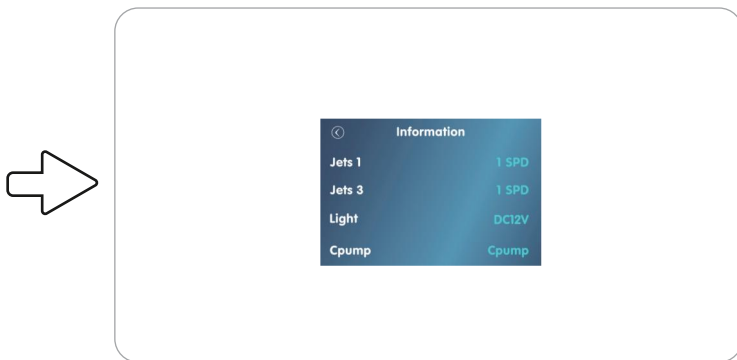 Information
Jets 1 1 SPD
Jets 3 1 SPD
Light DC12V
Cpump Cpump